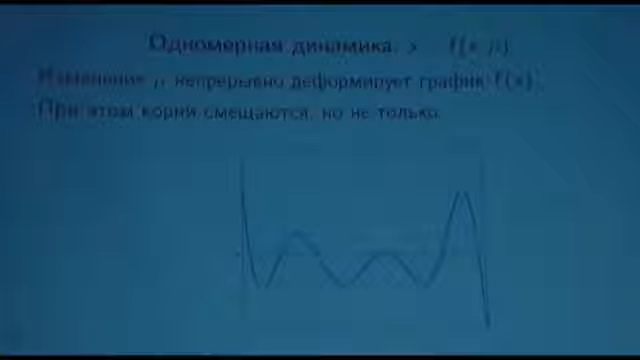 Одномерная динамика. ẋ = f(x, μ)
Изменение μ непрерывно деформирует график f(x).
При этом корни смещаются, но не только.